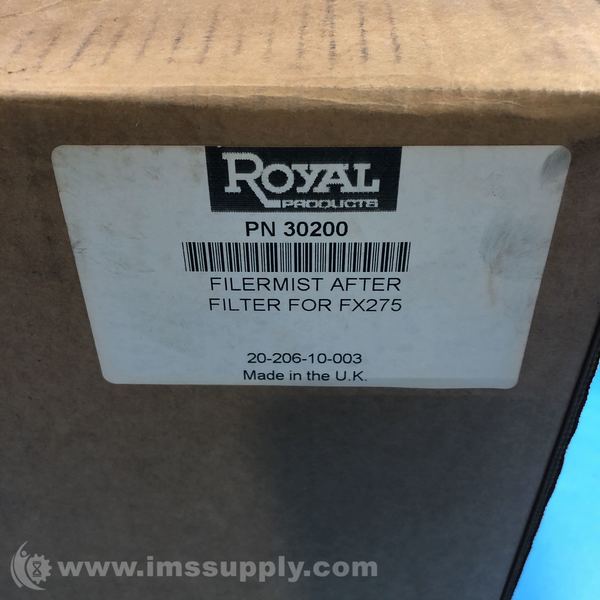 ROYAL
PRODUCTS
PN 30200
FILERMIST AFTER
FILTER FOR FX275
20-206-10-003
Made in the U.K.
www.imssupply.com